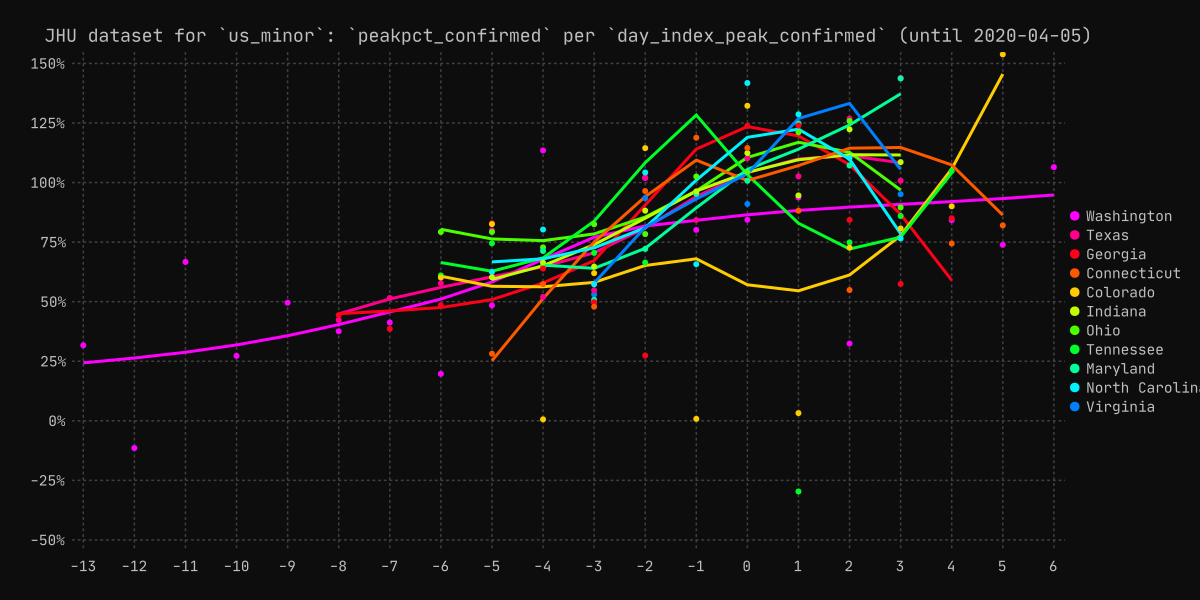 JHU dataset for `us_minor`: `peakpct_confirmed` per `day_index_peak_confirmed` (until 2020-04-05)
150%
125%
100%
75%
50%
25%
0%
-25%
-50%
-13 -12 -11 -10 -9 -8 -7 -6 -5 -4 -3 -2 -1 0 1 2 3 4 5 6
Washington
Texas
Georgia
Connecticut
Colorado
Indiana
Ohio
Tennessee
Maryland
North Carolin
Virginia